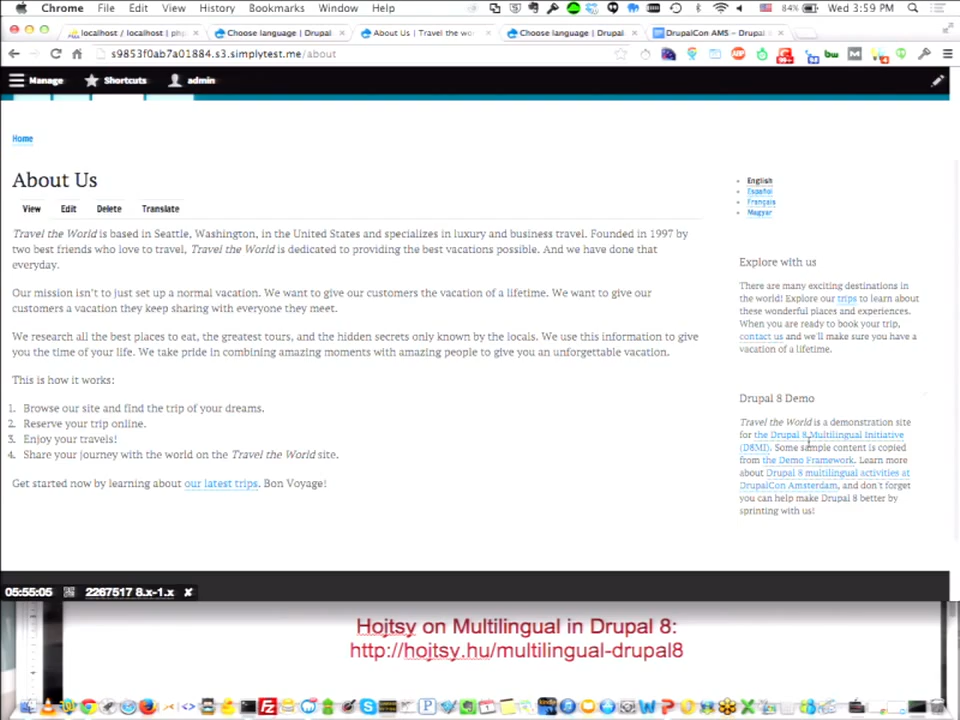 Chrome File Edit View History Bookmarks Window Help 84% Wed 3:59 PM
localhost / localhost | php Choose language | Drupal About Us | Travel the wo Choose language | Drupal DrupalCon AMS – Drupal
s9853f0ab7a01884.s3.simplytest.me/about
Manage Shortcuts admin
Home
About Us
View Edit Delete Translate
Travel the World is based in Seattle, Washington, in the United States and specializes in luxury and business travel. Founded in 1997 by
two best friends who love to travel, Travel the World is dedicated to providing the best vacations possible. And we have done that
everyday.
Our mission isn't to just set up a normal vacation. We want to give our customers the vacation of a lifetime. We want to give our
customers a vacation they keep sharing with everyone they meet.
We research all the best places to eat, the greatest tours, and the hidden secrets only known by the locals. We use this information to give
you the time of your life. We take pride in combining amazing moments with amazing people to give you an unforgettable vacation.
This is how it works:
1. Browse our site and find the trip of your dreams.
2. Reserve your trip online.
3. Enjoy your travels!
4. Share your journey with the world on the Travel the World site.
Get started now by learning about our latest trips. Bon Voyage!
English
Español
Français
Magyar
Explore with us
There are many exciting destinations in
the world! Explore our trips to learn about
these wonderful places and experiences.
When you are ready to book your trip,
contact us and we'll make sure you have a
vacation of a lifetime.
Drupal 8 Demo
Travel the World is a demonstration site
for the Drupal 8 Multilingual Initiative
(D8MI). Some sample content is copied
from the Demo Framework. Learn more
about Drupal 8 multilingual activities at
DrupalCon Amsterdam, and don't forget
you can help make Drupal 8 better by
sprinting with us!
05:55:05 2267517 8.x-1.x
Hojtsy on Multilingual in Drupal 8:
http://hojtsy.hu/multilingual-drupal8